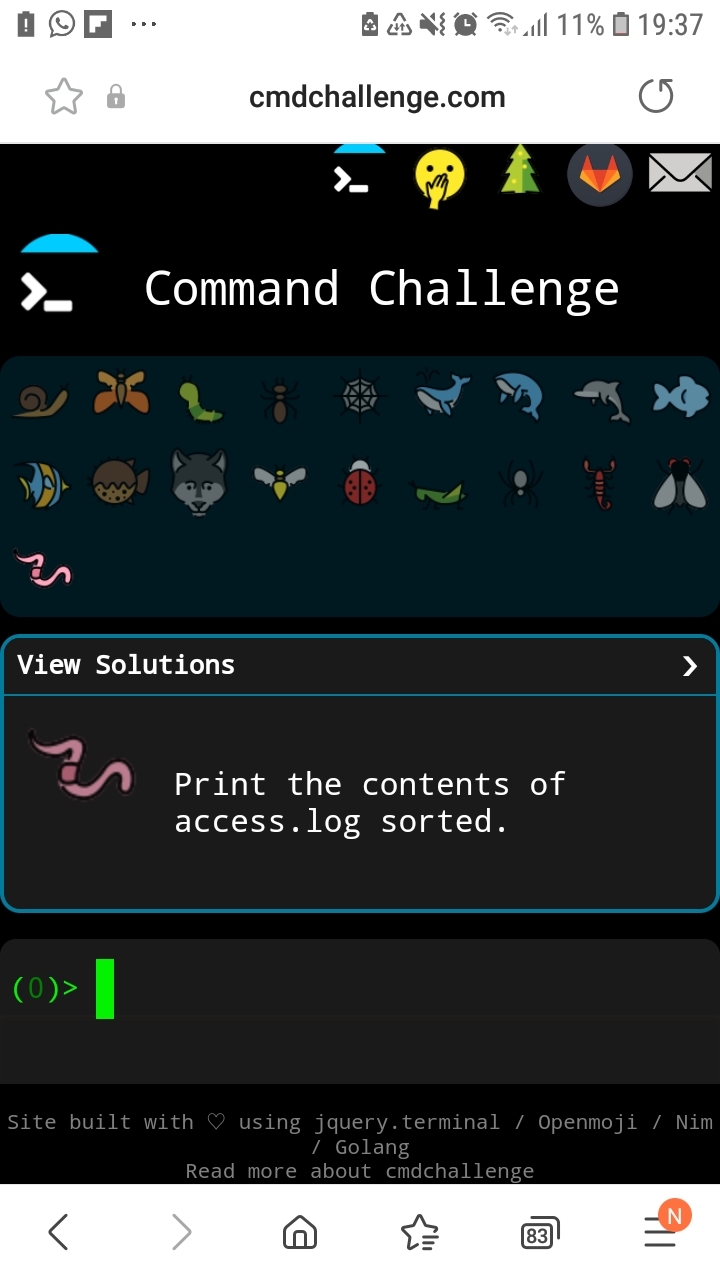 11% 19:37
cmdchallenge.com
Command Challenge
View Solutions
Print the contents of
access.log sorted.
(0)>
Site built with ♡ using jquery.terminal / Openmoji / Nim
/ Golang
Read more about cmdchallenge
83
N